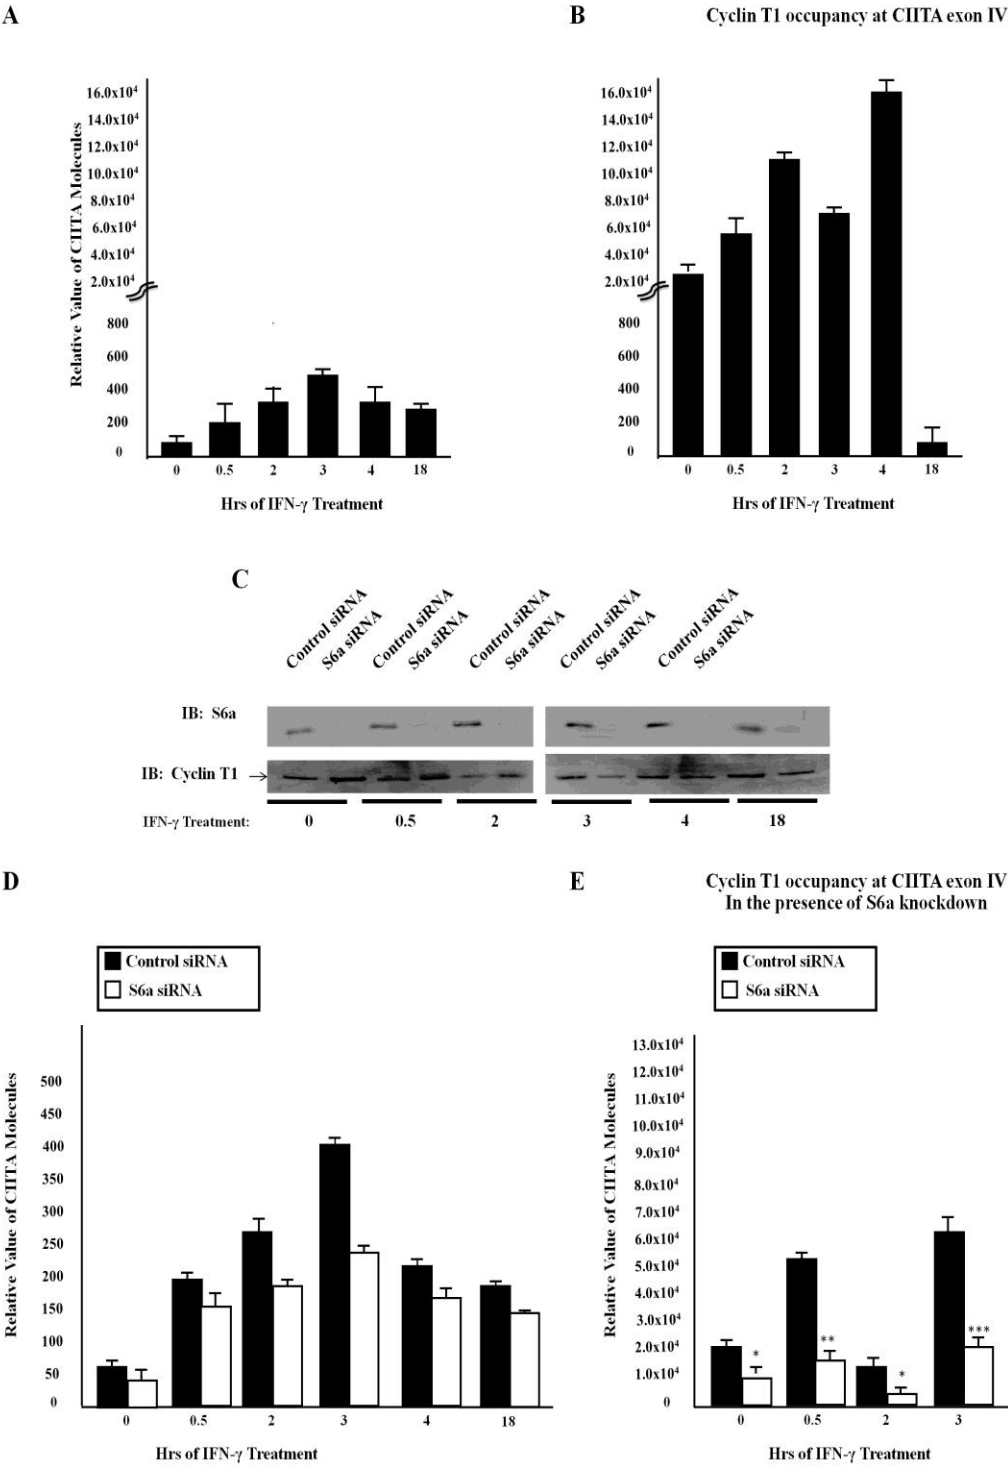 A
Relative Value of CIITA Molecules
16.0x10⁴
14.0x10⁴
12.0x10⁴
10.0x10⁴
8.0x10⁴
6.0x10⁴
4.0x10⁴
2.0x10⁴
800
600
400
200
0
0 0.5 2 3 4 18
Hrs of IFN-γ Treatment
B
Cyclin T1 occupancy at CIITA exon IV
16.0x10⁴
14.0x10⁴
12.0x10⁴
10.0x10⁴
8.0x10⁴
6.0x10⁴
4.0x10⁴
2.0x10⁴
800
600
400
200
0
0 0.5 2 3 4 18
Hrs of IFN-γ Treatment
C
Control siRNA
S6a siRNA
Control siRNA
S6a siRNA
Control siRNA
S6a siRNA
Control siRNA
S6a siRNA
Control siRNA
S6a siRNA
IB: S6a
IB: Cyclin T1
IFN-γ Treatment: 0 0.5 2 3 4 18
D
Control siRNA
S6a siRNA
Relative Value of CIITA Molecules
500
450
400
350
300
250
200
150
100
50
0
0 0.5 2 3 4 18
Hrs of IFN-γ Treatment
E
Cyclin T1 occupancy at CIITA exon IV
In the presence of S6a knockdown
Control siRNA
S6a siRNA
Relative Value of CIITA Molecules
13.0x10⁴
12.0x10⁴
11.0x10⁴
10.0x10⁴
9.0x10⁴
8.0x10⁴
7.0x10⁴
6.0x10⁴
5.0x10⁴
4.0x10⁴
3.0x10⁴
2.0x10⁴
1.0x10⁴
0
* ** * ***
0 0.5 2 3
Hrs of IFN-γ Treatment